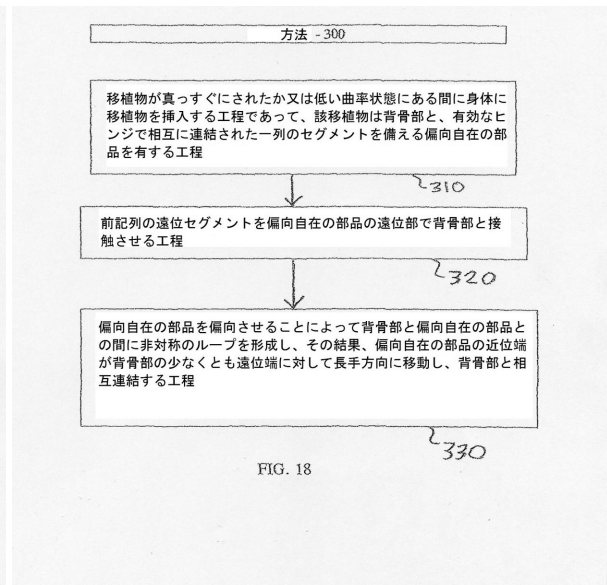 方法 - 300
移植物が真っすぐにされたか又は低い曲率状態にある間に身体に
移植物を挿入する工程であって、該移植物は背骨部と、有効なヒ
ンジで相互に連結された一列のセグメントを備える偏向自在の部
品を有する工程
310
前記列の遠位セグメントを偏向自在の部品の遠位部で背骨部と接
触させる工程
320
偏向自在の部品を偏向させることによって背骨部と偏向自在の部品と
の間に非対称のループを形成し、その結果、偏向自在の部品の近位端
が背骨部の少なくとも遠位端に対して長手方向に移動し、背骨部と相
互連結する工程
330
FIG. 18